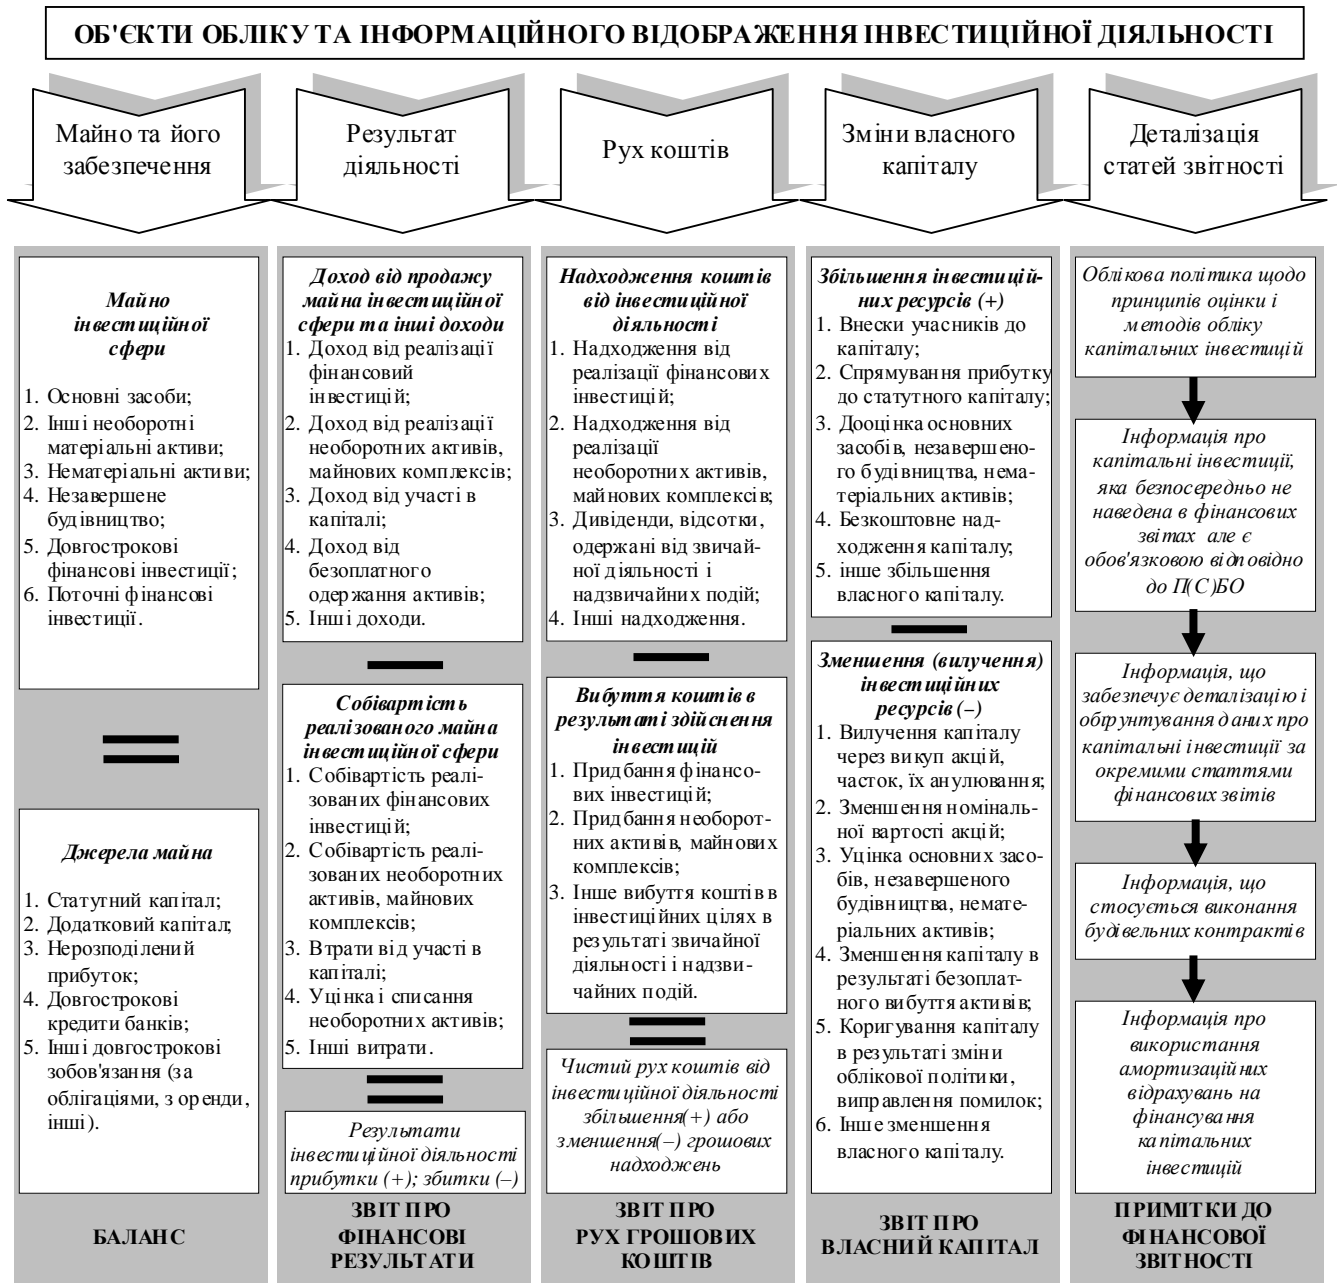 ОБ'ЄКТИ ОБЛІКУ ТА ІНФОРМАЦІЙНОГО ВІДОБРАЖЕННЯ ІНВЕСТИЦІЙНОЇ ДІЯЛЬНОСТІ
Майно та його
забезпечення
Результат
діяльності
Рух коштів
Зміни власного
капіталу
Деталізація
статей звітності
Майно
інвестиційної
сфери
1. Основні засоби;
2. Інші необоротні
матеріальні активи;
3. Нематеріальні активи;
4. Незавершене
будівництво;
5. Довгострокові
фінансові інвестиції;
6. Поточні фінансові
інвестиції.
Джерела майна
1. Статутний капітал;
2. Додатковий капітал;
3. Нерозподілений
прибуток;
4. Довгострокові
кредити банків;
5. Інші довгострокові
зобов'язання (за
облігаціями, з оренди,
інші).
БАЛАНС
Доход від продажу
майна інвестиційної
сфери та інші доходи
1. Доход від реалізації
фінансовий
інвестицій;
2. Доход від реалізації
необоротних активів,
майнових комплексів;
3. Доход від участі в
капіталі;
4. Доход від
безоплатного
одержання активів;
5. Інші доходи.
Собівартість
реалізованого майна
інвестиційної сфери
1. Собівартість реалі-
зованих фінансових
інвестицій;
2. Собівартість реалі-
зованих необоротних
активів, майнових
комплексів;
3. Втрати від участі в
капіталі;
4. Уцінка і списання
необоротних активів;
5. Інші витрати.
Результати
інвестиційної діяльності
прибутки (+); збитки (–)
ЗВІТ ПРО
ФІНАНСОВІ
РЕЗУЛЬТАТИ
Надходження коштів
від інвестиційної
діяльності
1. Надходження від
реалізації фінансових
інвестицій;
2. Надходження від
реалізації
необоротних активів,
майнових комплексів;
3. Дивіденди, відсотки,
одержані від звичай-
ної діяльності і
надзвичайних подій;
4. Інші надходження.
Вибуття коштів в
результаті здійснення
інвестицій
1. Придбання фінансо-
вих інвестицій;
2. Придбання необорот-
них активів, майнових
комплексів;
3. Інше вибуття коштів в
інвестиційних цілях в
результаті звичайної
діяльності і надзви-
чайних подій.
Чистий рух коштів від
інвестиційної діяльності
збільшення(+) або
зменшення(–) грошових
надходжень
ЗВІТ ПРО
РУХ ГРОШОВИХ
КОШТІВ
Збільшення інвестицій-
них ресурсів (+)
1. Внески учасників до
капіталу;
2. Спрямування прибутку
до статутного капіталу;
3. Дооцінка основних
засобів, незавершено-
го будівництва, нема-
теріальних активів;
4. Безкоштовне над-
ходження капіталу;
5. інше збільшення
власного капіталу.
Зменшення (вилучення)
інвестиційних
ресурсів (–)
1. Вилучення капіталу
через викуп акцій,
часток, їх анулювання;
2. Зменшення номіналь-
ної вартості акцій;
3. Уцінка основних засо-
бів, незавершеного
будівництва, немате-
ріальних активів;
4. Зменшення капіталу в
результаті безоплат-
ного вибуття активів;
5. Коригування капіталу
в результаті зміни
облікової політики,
виправлення помилок;
6. Інше зменшення
власного капіталу.
ЗВІТ ПРО
ВЛАСНИЙ КАПІТАЛ
Облікова політика щодо
принципів оцінки і
методів обліку
капітальних інвестицій
Інформація про
капітальні інвестиції,
яка безпосередньо не
наведена в фінансових
звітах але є
обов'язковою відповідно
до П(С)БО
Інформація, що
забезпечує деталізацію і
обґрунтування даних про
капітальні інвестиції за
окремими статтями
фінансових звітів
Інформація, що
стосується виконання
будівельних контрактів
Інформація про
використання
амортизаційних
відрахувань на
фінансування
капітальних
інвестицій
ПРИМІТКИ ДО
ФІНАНСОВОЇ
ЗВІТНОСТІ